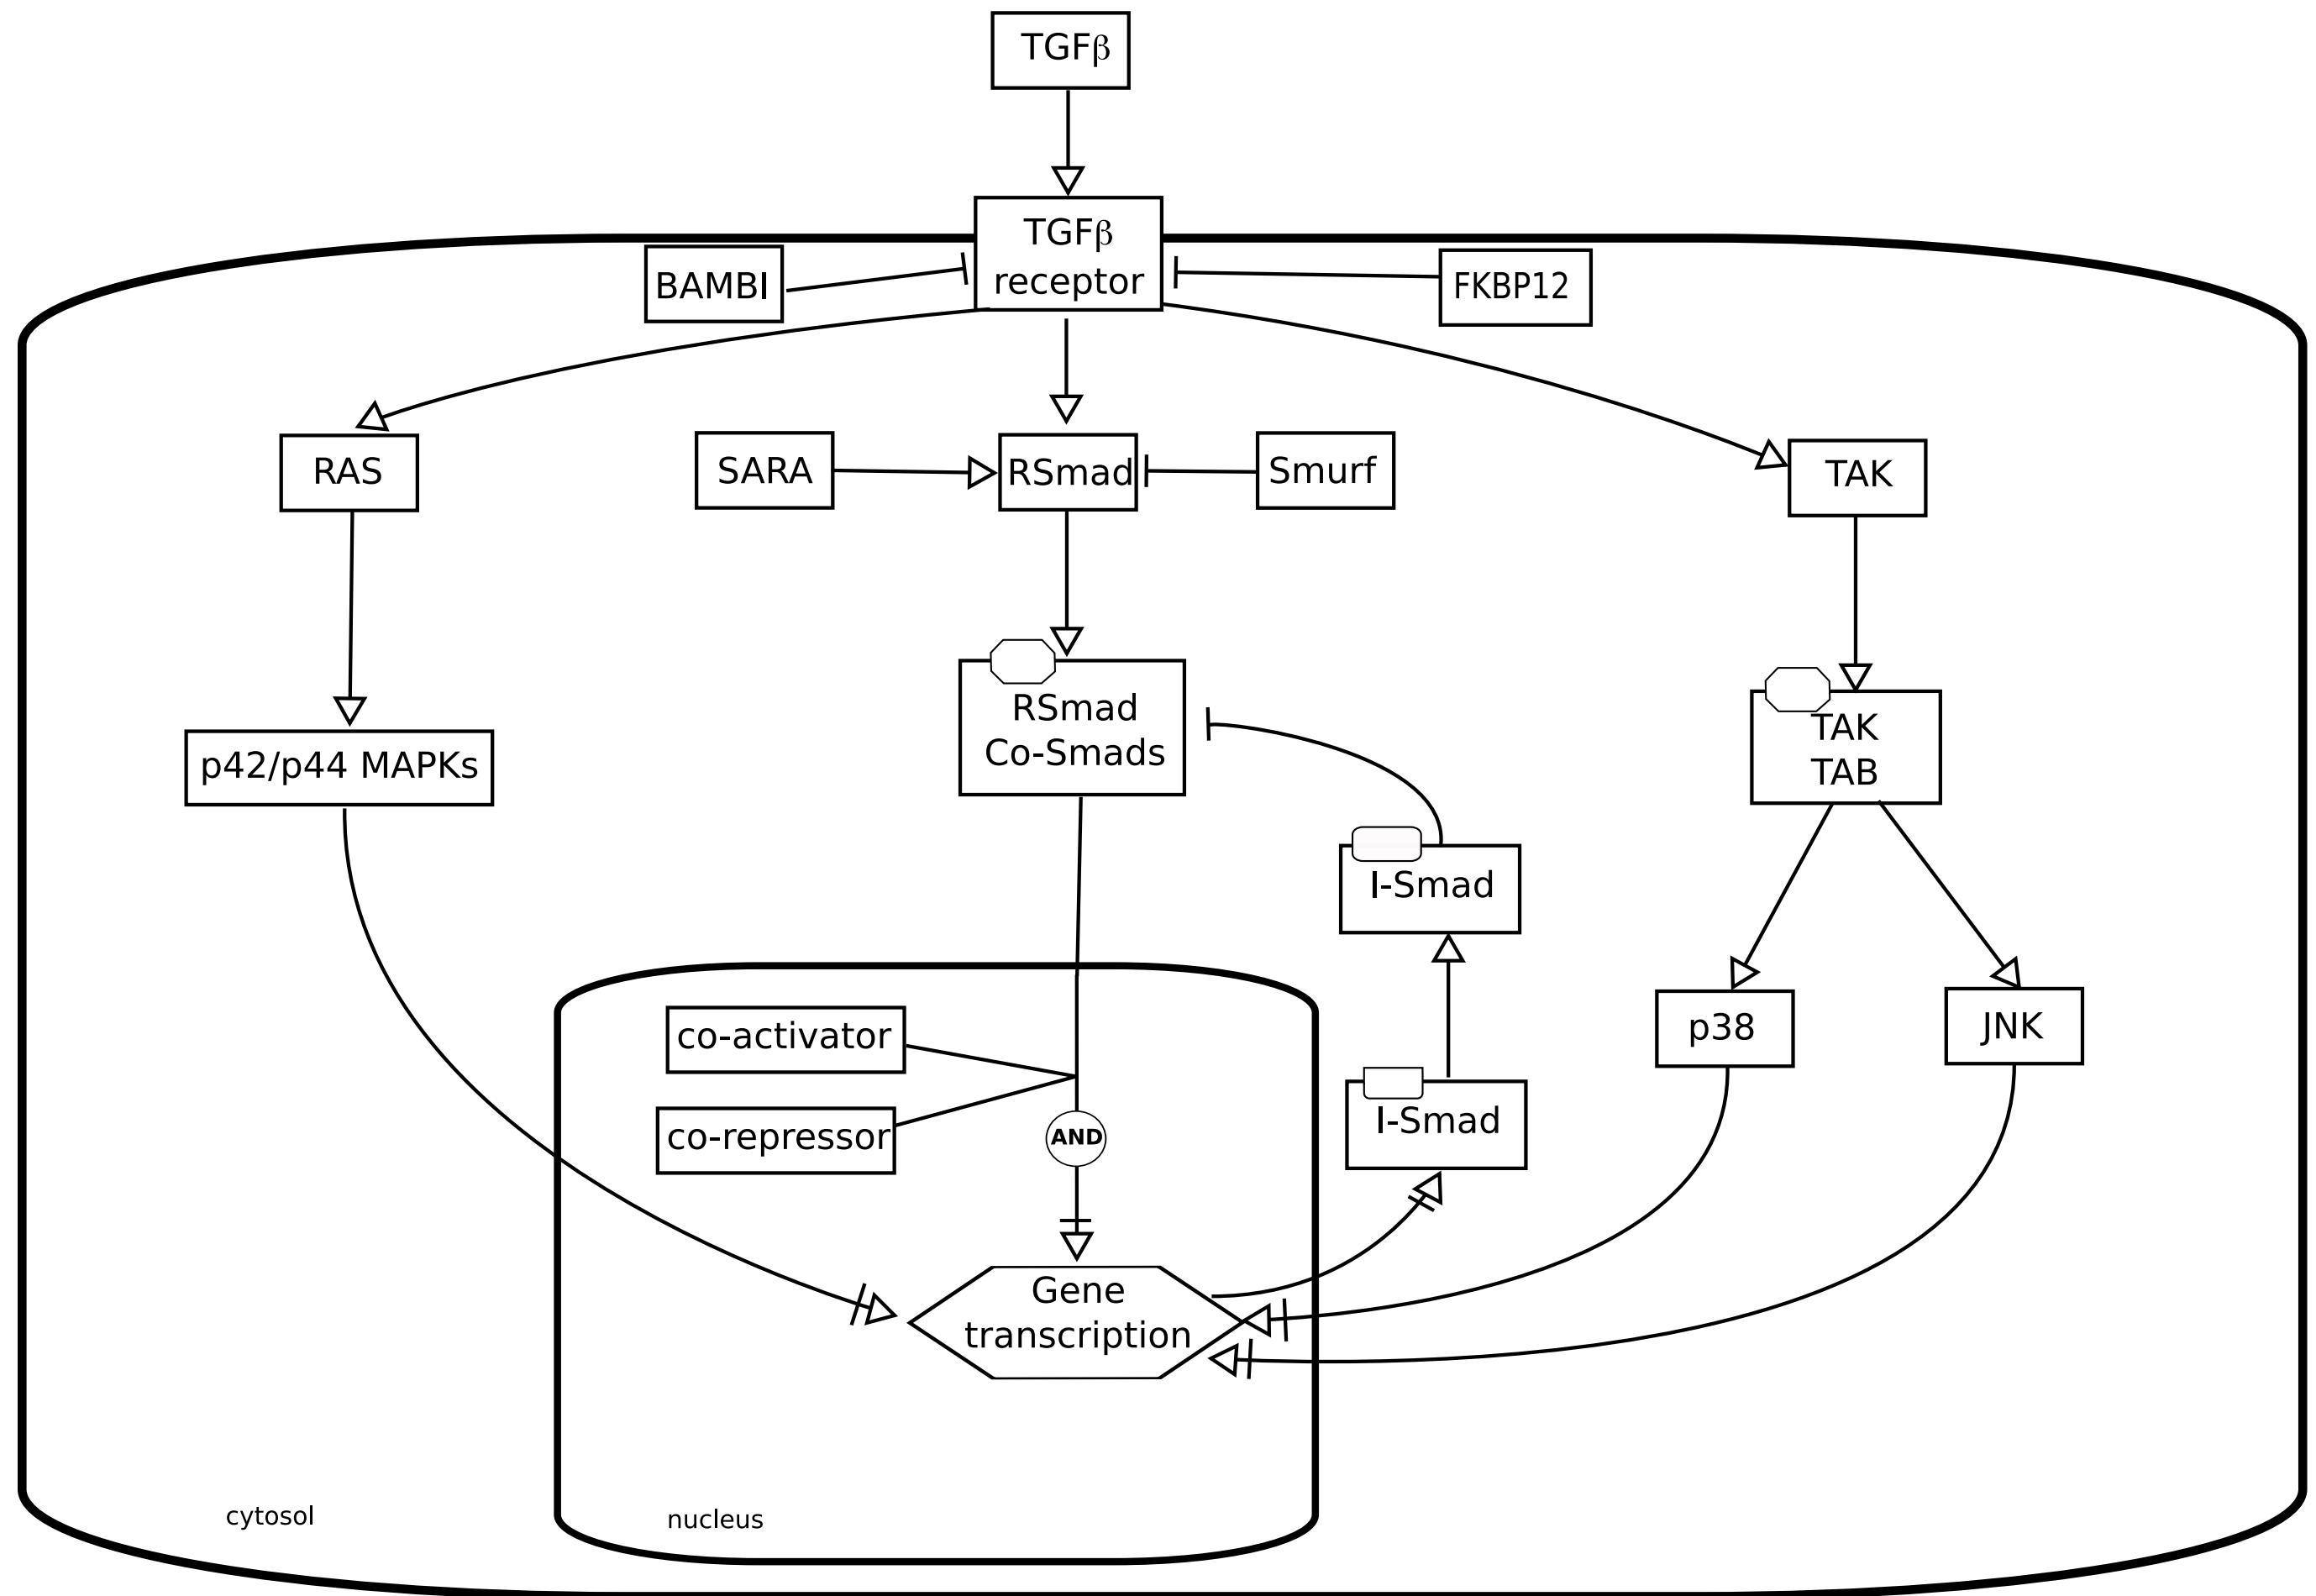 TGFβ
TGFβ
receptor
BAMBI
FKBP12
RAS
SARA
RSmad
Smurf
TAK
RSmad
Co-Smads
TAK
TAB
p42/p44 MAPKs
I-Smad
co-activator
p38
JNK
co-repressor
AND
I-Smad
Gene
transcription
cytosol
nucleus